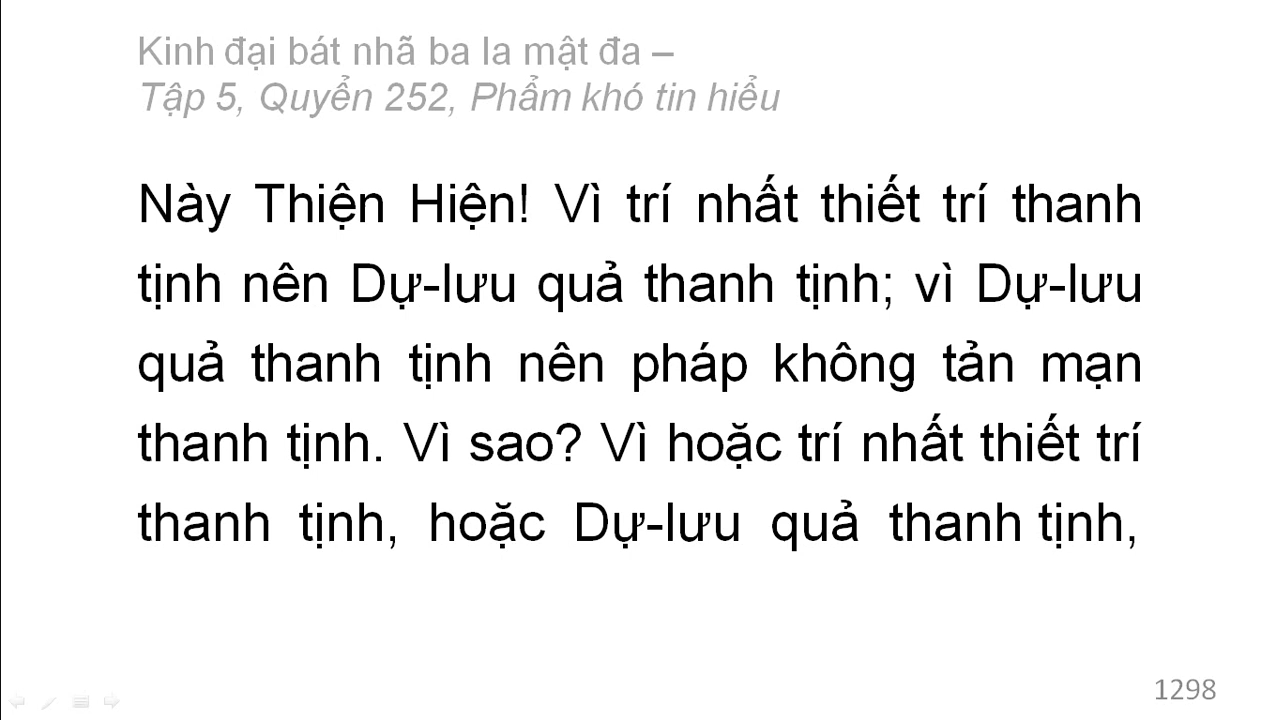 Kinh đại bát nhã ba la mật đa –
Tập 5, Quyển 252, Phẩm khó tin hiểu
Này Thiện Hiện! Vì trí nhất thiết trí thanh
tịnh nên Dự-lưu quả thanh tịnh; vì Dự-lưu
quả thanh tịnh nên pháp không tản mạn
thanh tịnh. Vì sao? Vì hoặc trí nhất thiết trí
thanh tịnh, hoặc Dự-lưu quả thanh tịnh,
1298